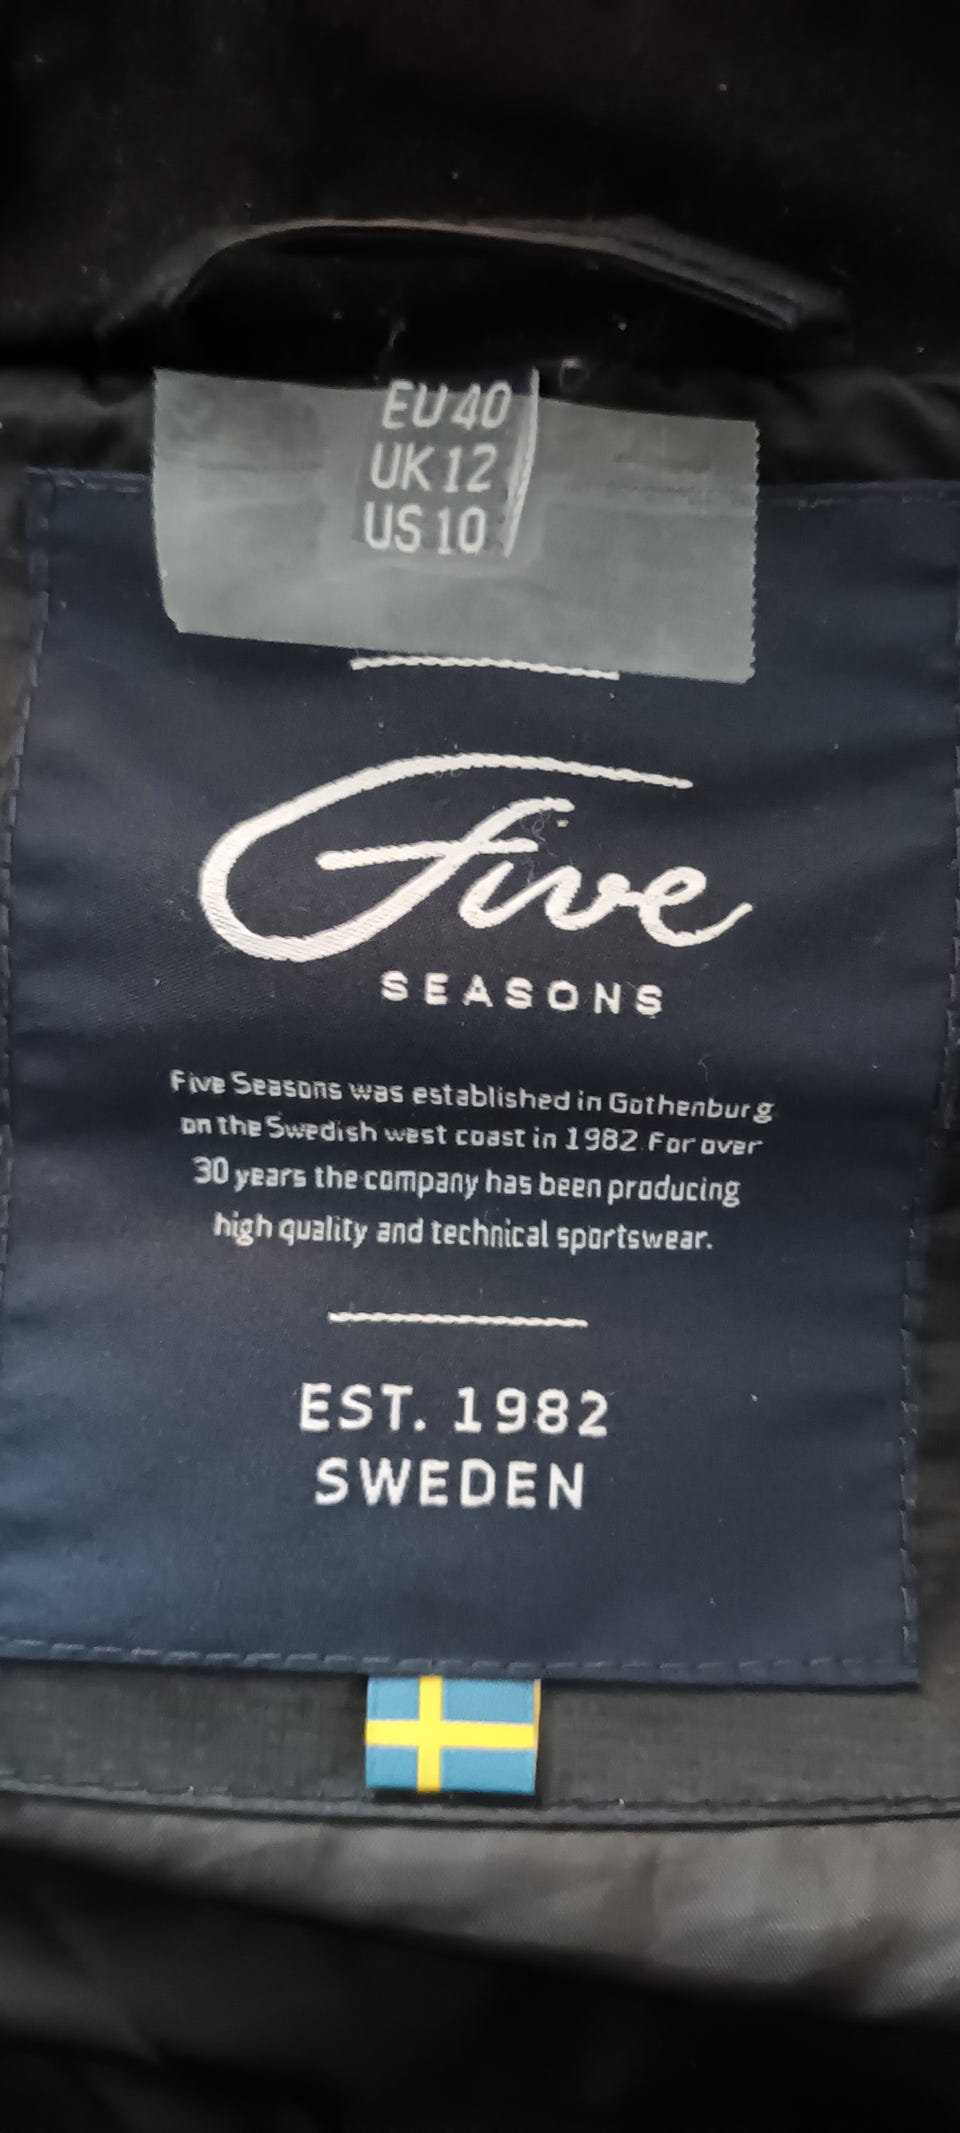 EU 40
UK 12
US 10
Five
SEASONS
Five Seasons was established in Gothenburg
on the Swedish west coast in 1982. For over
30 years the company has been producing
high quality and technical sportswear.
EST. 1982
SWEDEN